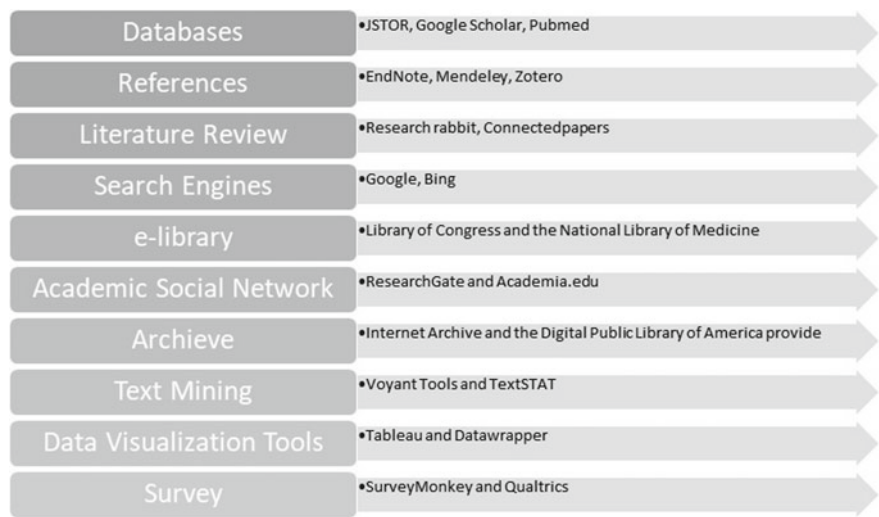 Databases
•JSTOR, Google Scholar, Pubmed
References
•EndNote, Mendeley, Zotero
Literature Review
•Research rabbit, Connectedpapers
Search Engines
•Google, Bing
e-library
•Library of Congress and the National Library of Medicine
Academic Social Network
•ResearchGate and Academia.edu
Archieve
•Internet Archive and the Digital Public Library of America provide
Text Mining
•Voyant Tools and TextSTAT
Data Visualization Tools
•Tableau and Datawrapper
Survey
•SurveyMonkey and Qualtrics